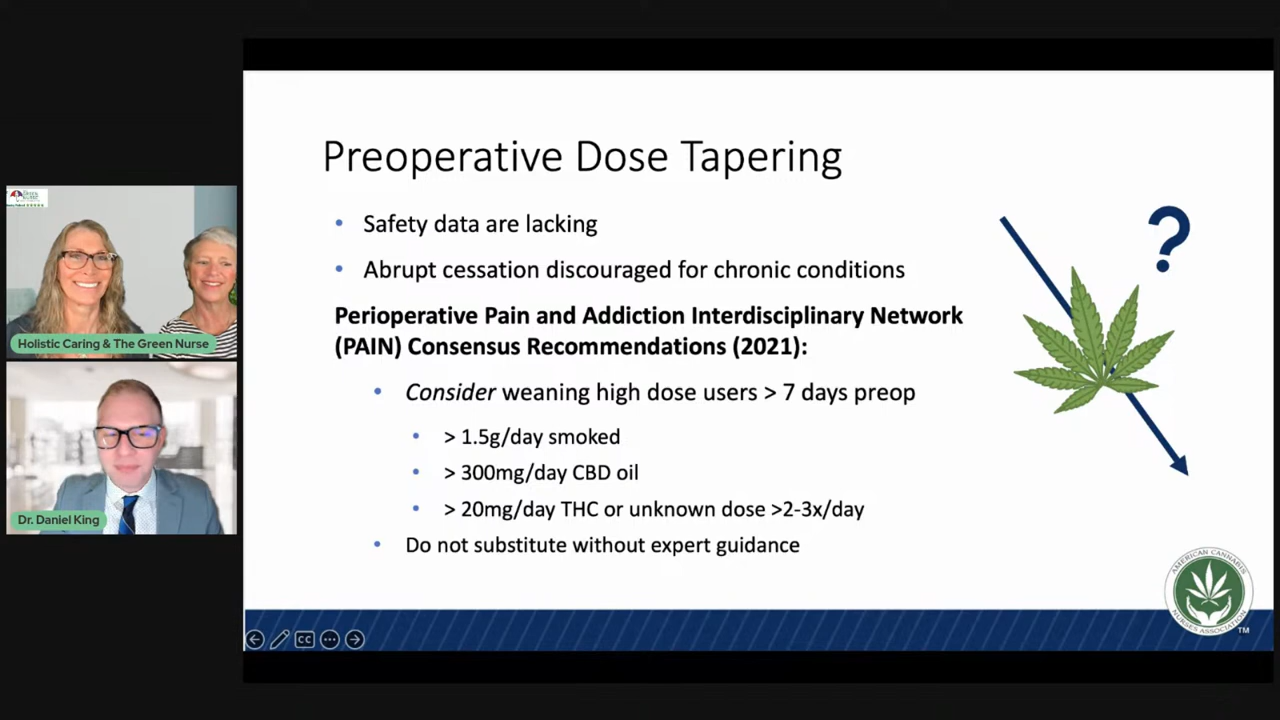 Preoperative Dose Tapering
• Safety data are lacking
• Abrupt cessation discouraged for chronic conditions
Perioperative Pain and Addiction Interdisciplinary Network
(PAIN) Consensus Recommendations (2021):
• Consider weaning high dose users > 7 days preop
• > 1.5g/day smoked
• > 300mg/day CBD oil
• > 20mg/day THC or unknown dose >2-3x/day
• Do not substitute without expert guidance
?
Holistic Caring & The Green Nurse
Dr. Daniel King
AMERICAN CANNABIS
NURSES ASSOCIATION
TM
CC